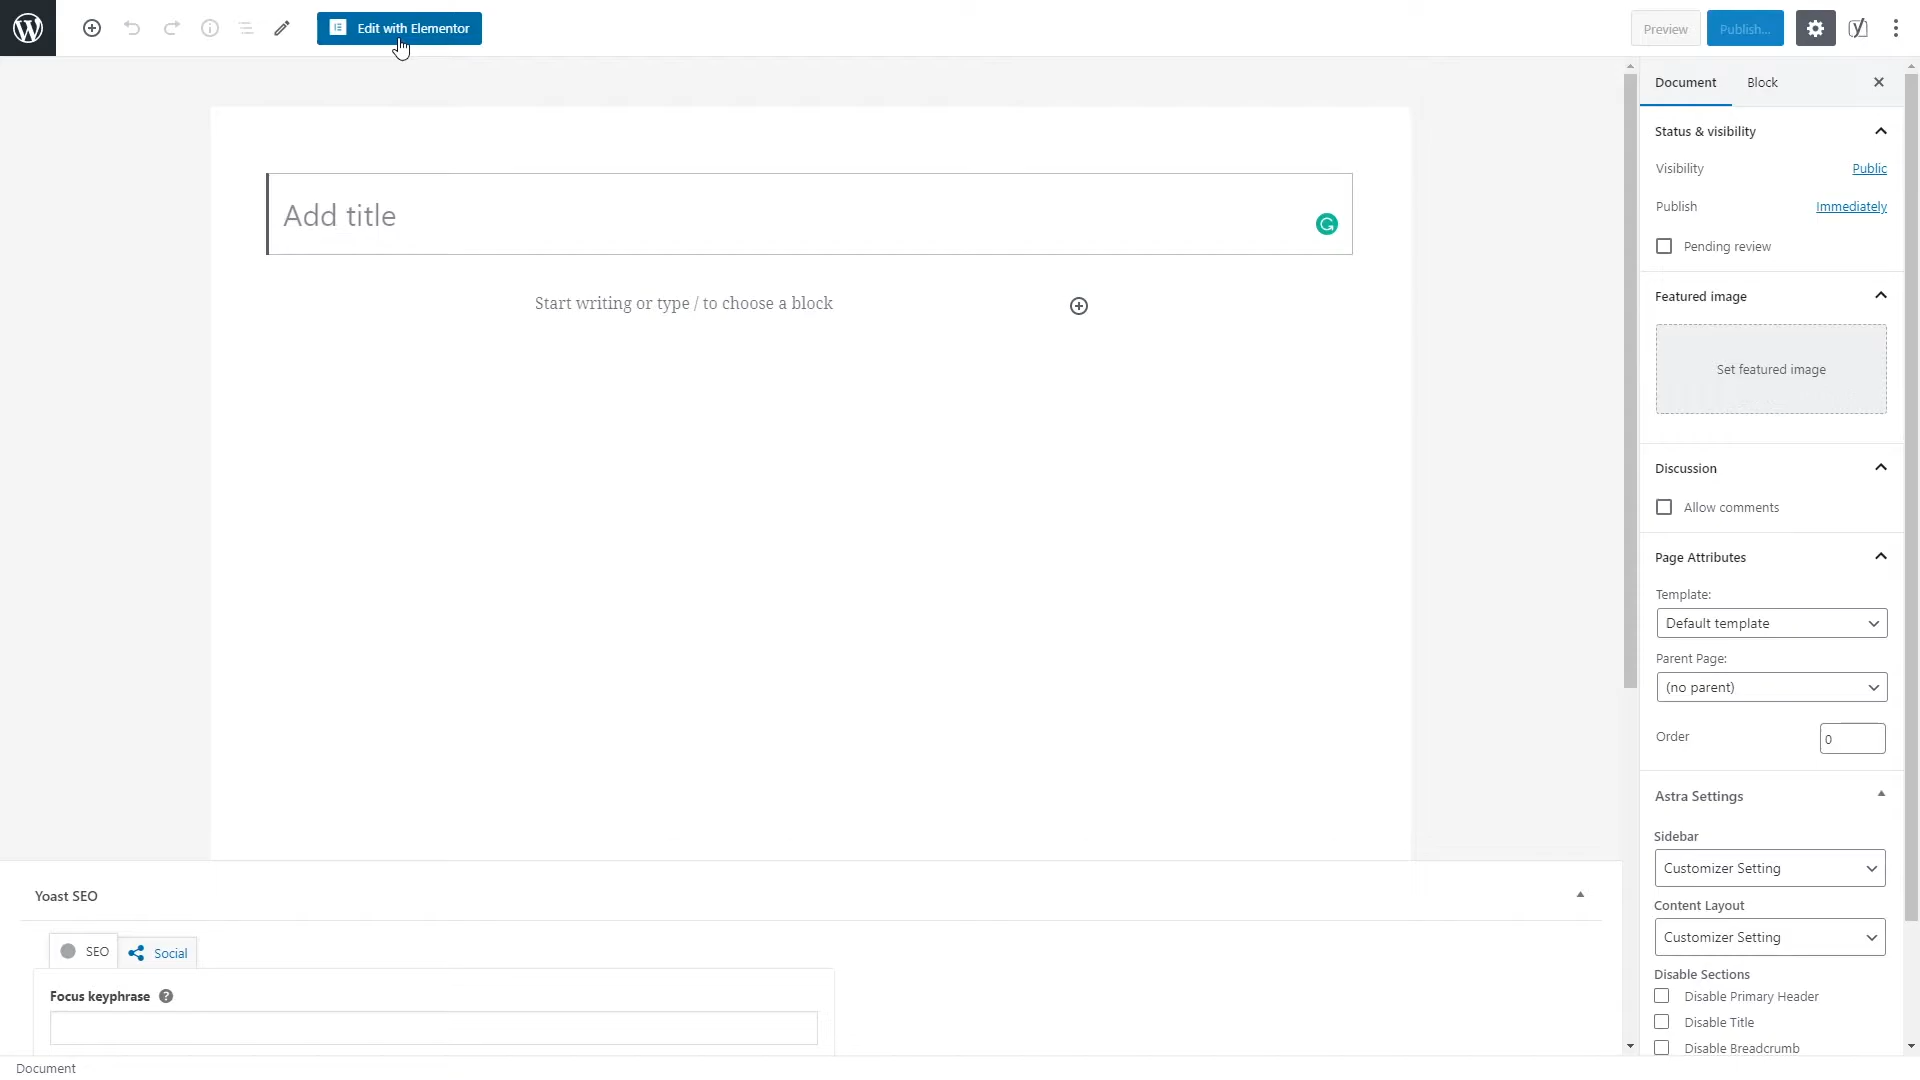 Edit with Elementor
Preview
Publish...
Document
Block
Status & visibility
Visibility
Public
Publish
Immediately
Pending review
Featured image
Set featured image
Discussion
Allow comments
Page Attributes
Template:
Default template
Parent Page:
(no parent)
Order
0
Astra Settings
Sidebar
Customizer Setting
Content Layout
Customizer Setting
Disable Sections
Disable Primary Header
Disable Title
Disable Breadcrumb
Add title
Start writing or type / to choose a block
Yoast SEO
SEO
Social
Focus keyphrase
Document